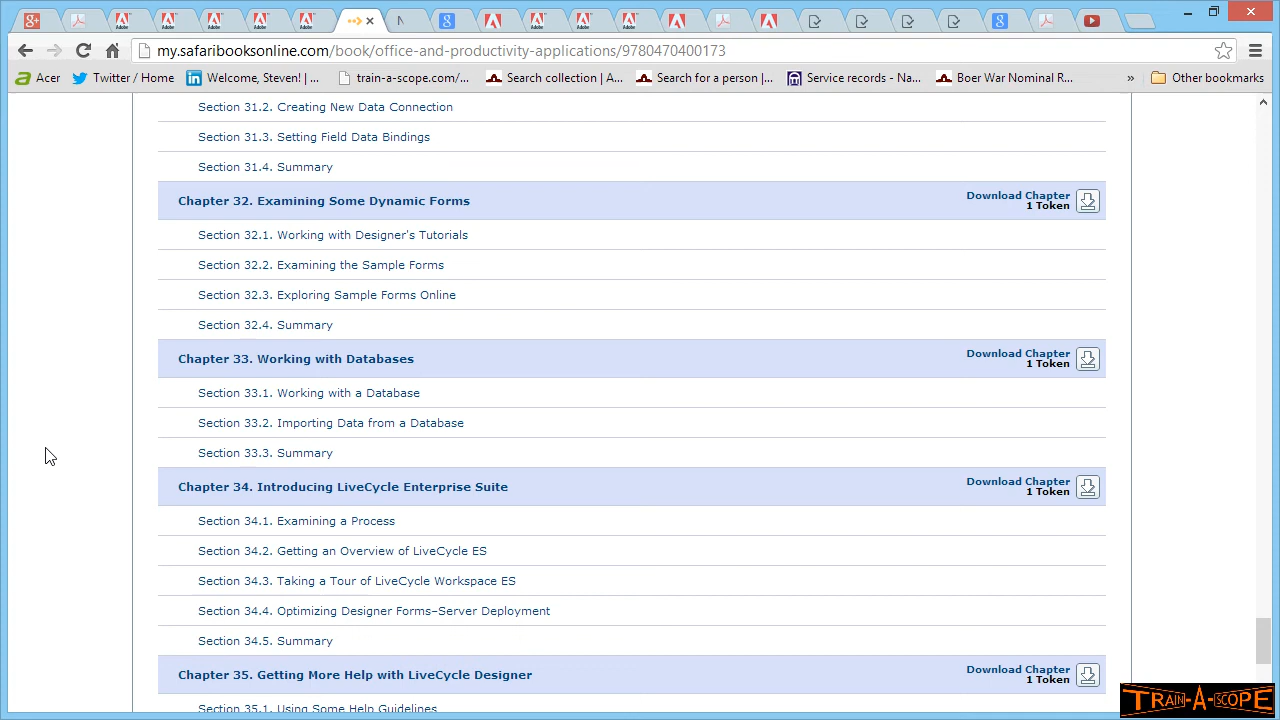 my.safaribooksonline.com/book/office-and-productivity-applications/9780470400173
Acer
Twitter / Home
Welcome, Steven! | ...
train-a-scope.com/...
Search collection | A...
Search for a person |...
Service records - Na...
Boer War Nominal R...
»
Other bookmarks
Section 31.2. Creating New Data Connection
Section 31.3. Setting Field Data Bindings
Section 31.4. Summary
Chapter 32. Examining Some Dynamic Forms
Download Chapter
1 Token
Section 32.1. Working with Designer's Tutorials
Section 32.2. Examining the Sample Forms
Section 32.3. Exploring Sample Forms Online
Section 32.4. Summary
Chapter 33. Working with Databases
Download Chapter
1 Token
Section 33.1. Working with a Database
Section 33.2. Importing Data from a Database
Section 33.3. Summary
Chapter 34. Introducing LiveCycle Enterprise Suite
Download Chapter
1 Token
Section 34.1. Examining a Process
Section 34.2. Getting an Overview of LiveCycle ES
Section 34.3. Taking a Tour of LiveCycle Workspace ES
Section 34.4. Optimizing Designer Forms–Server Deployment
Section 34.5. Summary
Chapter 35. Getting More Help with LiveCycle Designer
Download Chapter
1 Token
Section 35.1. Using Some Help Guidelines
TRAIN-A-SCOPE